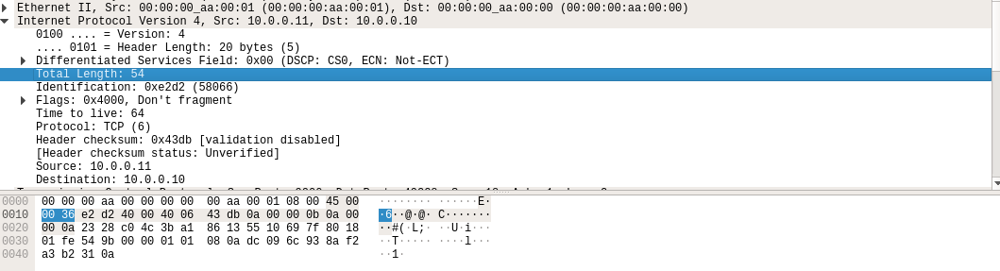 Ethernet II, Src: 00:00:00_aa:00:01 (00:00:00:aa:00:01), Dst: 00:00:00_aa:00:00 (00:00:00:aa:00:00)
Internet Protocol Version 4, Src: 10.0.0.11, Dst: 10.0.0.10
0100 .... = Version: 4
.... 0101 = Header Length: 20 bytes (5)
Differentiated Services Field: 0x00 (DSCP: CS0, ECN: Not-ECT)
Total Length: 54
Identification: 0xe2d2 (58066)
Flags: 0x4000, Don't fragment
Time to live: 64
Protocol: TCP (6)
Header checksum: 0x43db [validation disabled]
[Header checksum status: Unverified]
Source: 10.0.0.11
Destination: 10.0.0.10
0000 00 00 00 aa 00 00 00 00 00 aa 00 01 08 00 45 00 ········ ······E·
0010 00 36 e2 d2 40 00 40 06 43 db 0a 00 00 0b 0a 00 ·6··@·@· C·······
0020 00 0a 23 28 c0 4c 3b a1 86 13 55 10 69 7f 80 18 ··#(·L;· ··U·i···
0030 01 fe 54 9b 00 00 01 01 08 0a dc 09 6c 93 8a f2 ··T····· ····l···
0040 a3 b2 31 0a ··1·